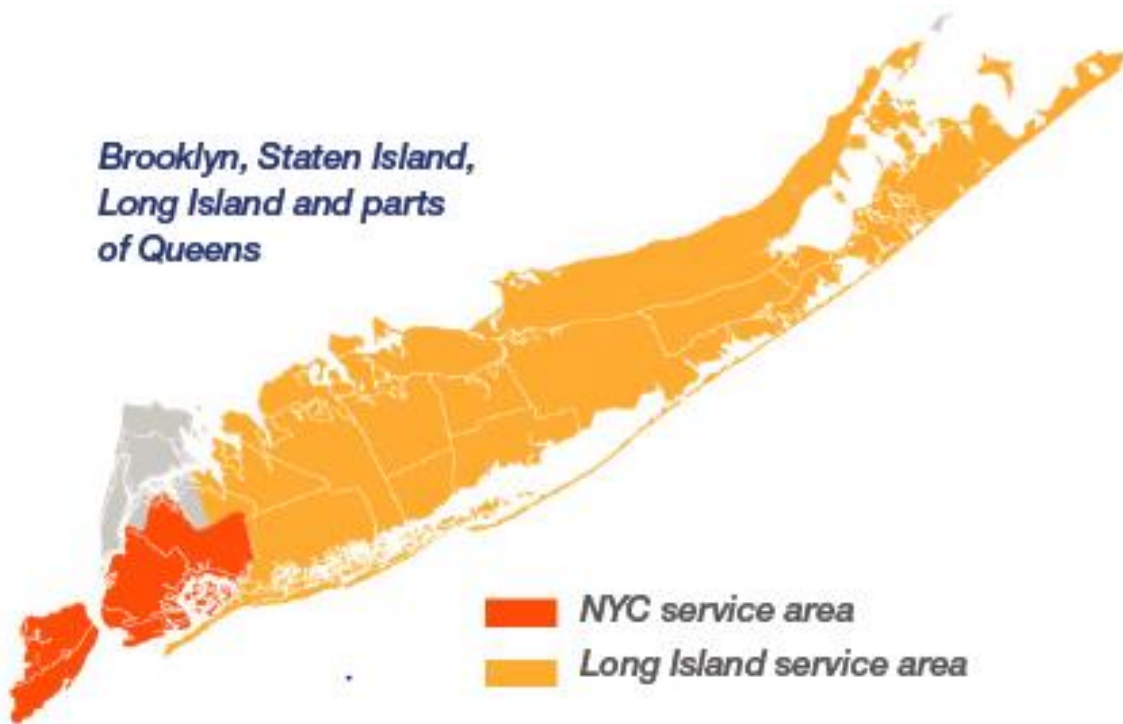 Brooklyn, Staten Island,
Long Island and parts
of Queens
NYC service area
Long Island service area